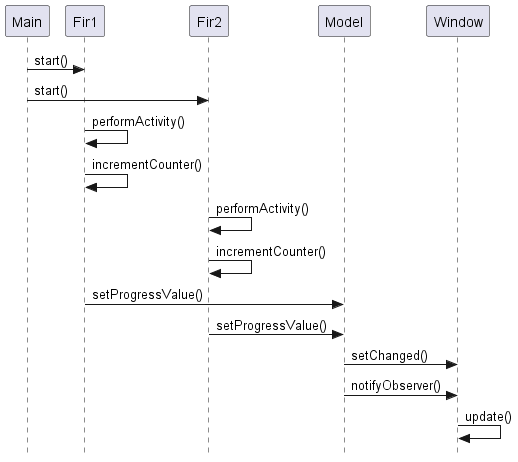 Main
Fir1
Fir2
Model
Window
start()
start()
performActivity()
incrementCounter()
performActivity()
incrementCounter()
setProgressValue()
setProgressValue()
setChanged()
notifyObserver()
update()